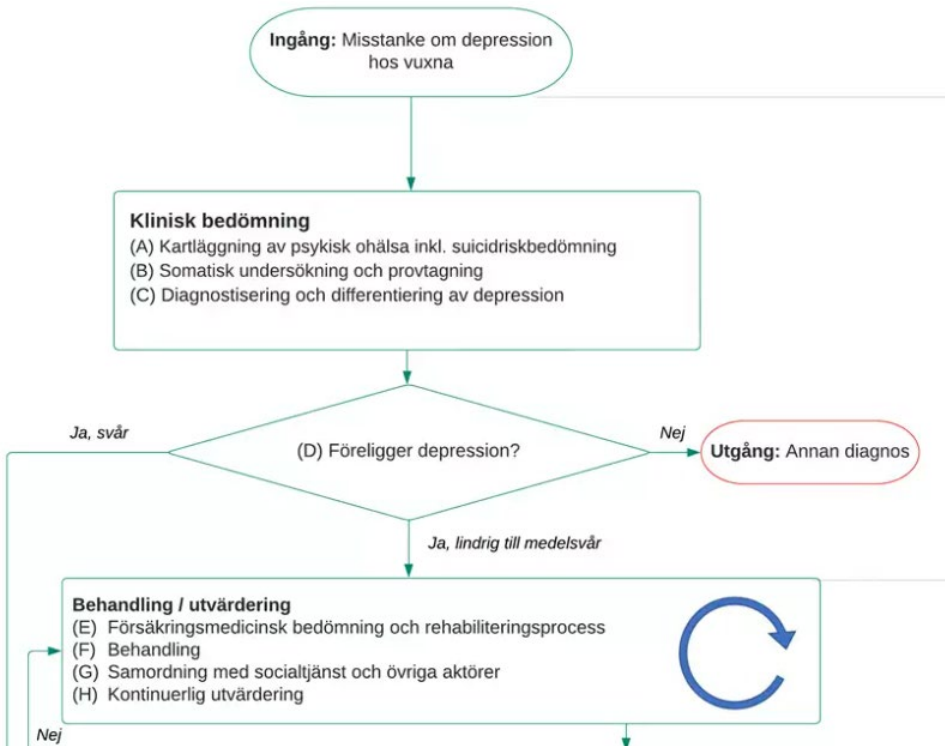 Ingång: Misstanke om depression
hos vuxna
Klinisk bedömning
(A) Kartläggning av psykisk ohälsa inkl. suicidriskbedömning
(B) Somatisk undersökning och provtagning
(C) Diagnostisering och differentiering av depression
Ja, svår
(D) Föreligger depression?
Nej
Utgång: Annan diagnos
Ja, lindrig till medelsvår
Behandling / utvärdering
(E) Försäkringsmedicinsk bedömning och rehabiliteringsprocess
(F) Behandling
(G) Samordning med socialtjänst och övriga aktörer
(H) Kontinuerlig utvärdering
Nej